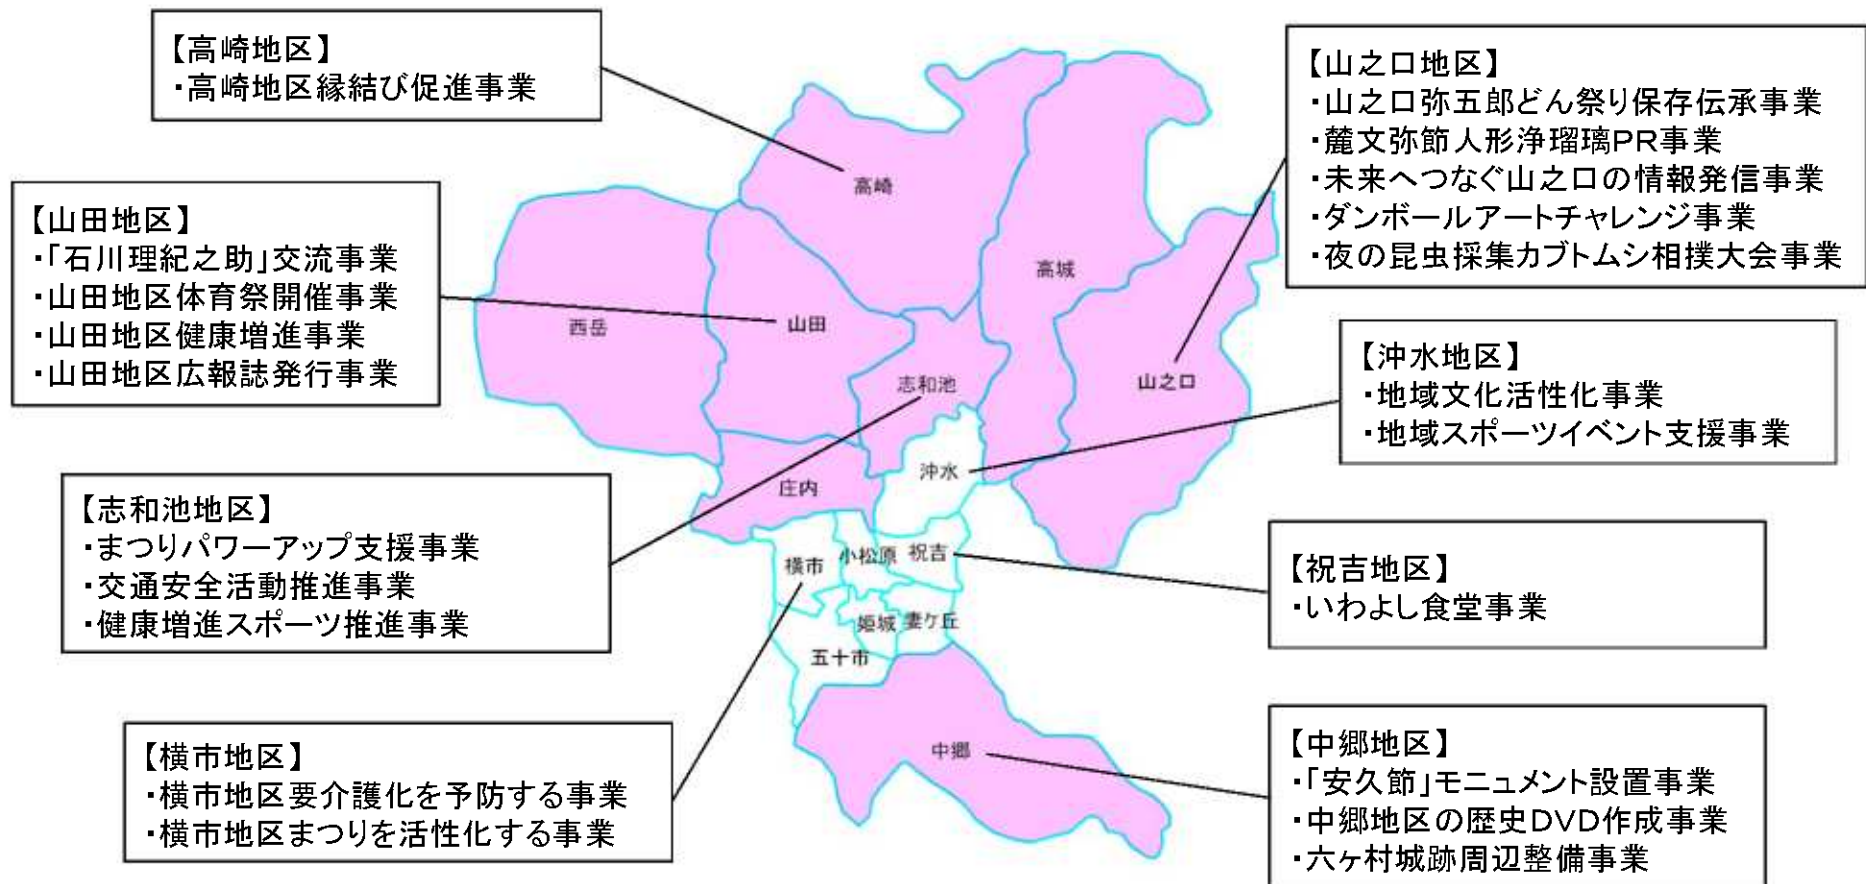 【高崎地区】
・高崎地区縁結び促進事業
【山之口地区】
・山之口弥五郎どん祭り保存伝承事業
・麓文弥節人形浄瑠璃PR事業
・未来へつなぐ山之口の情報発信事業
・ダンボールアートチャレンジ事業
・夜の昆虫採集カブトムシ相撲大会事業
【山田地区】
・「石川理紀之助」交流事業
・山田地区体育祭開催事業
・山田地区健康増進事業
・山田地区広報誌発行事業
【沖水地区】
・地域文化活性化事業
・地域スポーツイベント支援事業
【志和池地区】
・まつりパワーアップ支援事業
・交通安全活動推進事業
・健康増進スポーツ推進事業
【祝吉地区】
・いわよし食堂事業
【横市地区】
・横市地区要介護化を予防する事業
・横市地区まつりを活性化する事業
【中郷地区】
・「安久節」モニュメント設置事業
・中郷地区の歴史DVD作成事業
・六ヶ村城跡周辺整備事業
高崎
高城
西岳
山田
志和池
山之口
沖水
庄内
横市
小松原
祝吉
姫城
妻ケ丘
五十市
中郷